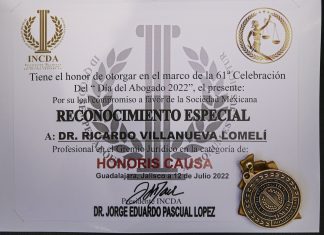 INCDA
Tiene el honor de otorgar en el marco de la 61ª Celebración
Del "Día del Abogado 2022", el presente:
Por su leal compromiso a favor de la Sociedad Mexicana
RECONOCIMIENTO ESPECIAL
A: DR. RICARDO VILLANUEVA LOMELÍ
Profesional en el Gremio Jurídico en la categoría de:
HONORIS CAUSA
Guadalajara, Jalisco a 12 de Julio 2022
Presidente INCDA
DR. JORGE EDUARDO PASCUAL LOPEZ